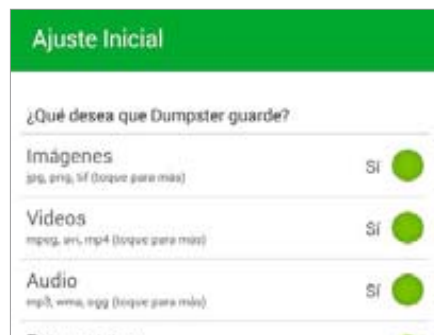 Ajuste Inicial
¿Qué desea que Dumpster guarde?
Imágenes
jpg, png, tif (toque para más)
Sí
Videos
mpeg, avi, mp4 (toque para más)
Sí
Audio
mp3, wma, ogg (toque para más)
Sí